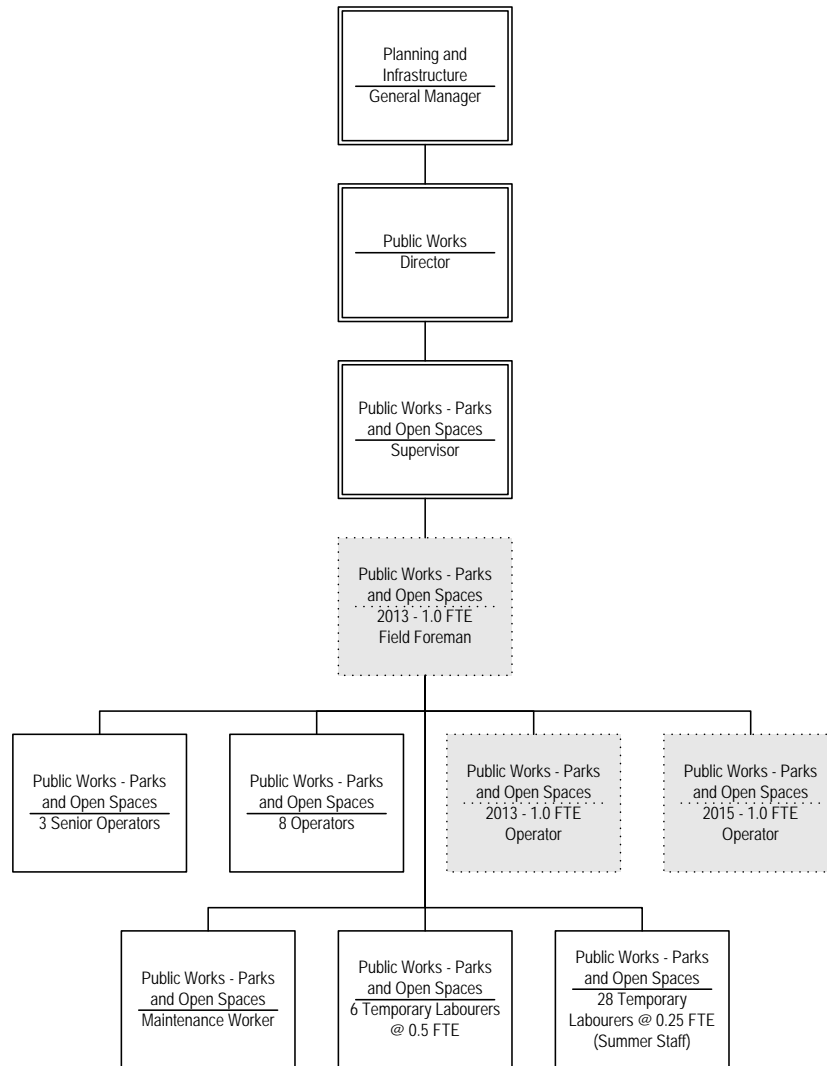 Planning and
Infrastructure
General Manager
Public Works
Director
Public Works - Parks
and Open Spaces
Supervisor
Public Works - Parks
and Open Spaces
2013 - 1.0 FTE
Field Foreman
Public Works - Parks
and Open Spaces
3 Senior Operators
Public Works - Parks
and Open Spaces
8 Operators
Public Works - Parks
and Open Spaces
2013 - 1.0 FTE
Operator
Public Works - Parks
and Open Spaces
2015 - 1.0 FTE
Operator
Public Works - Parks
and Open Spaces
Maintenance Worker
Public Works - Parks
and Open Spaces
6 Temporary Labourers
@ 0.5 FTE
Public Works - Parks
and Open Spaces
28 Temporary
Labourers @ 0.25 FTE
(Summer Staff)